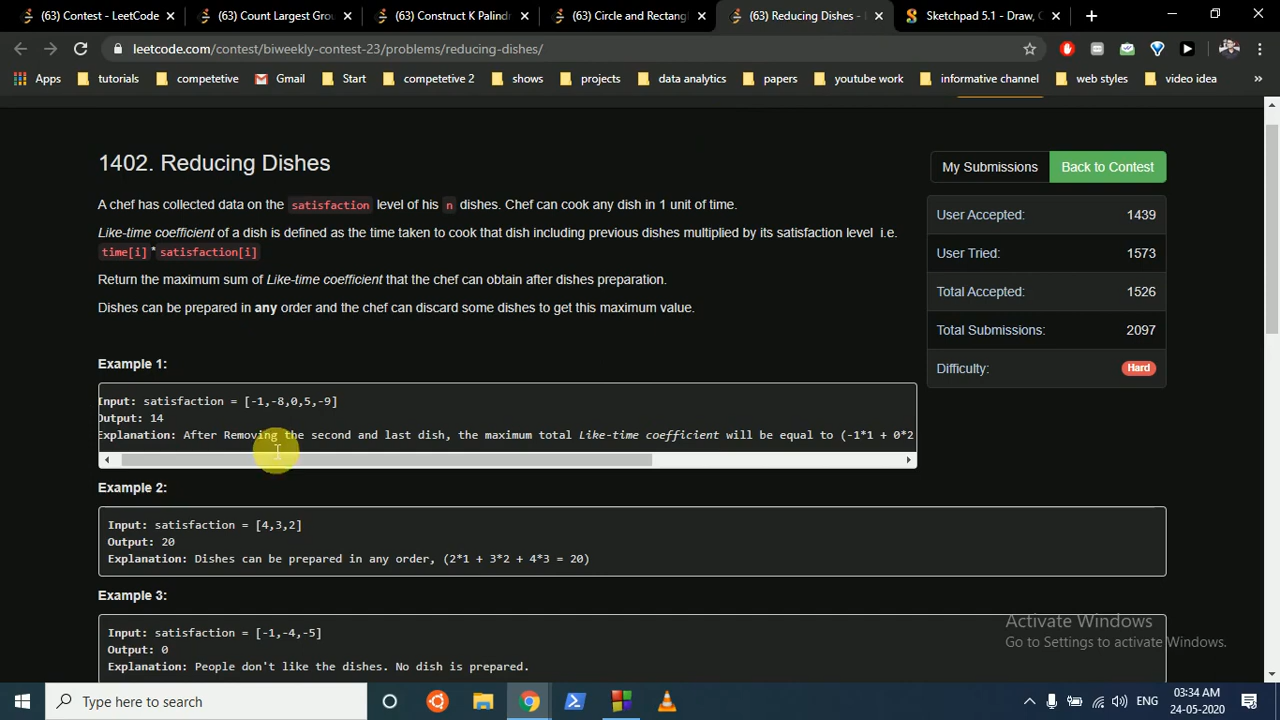 (63) Contest - LeetCode
(63) Count Largest Gro
(63) Construct K Palind
(63) Circle and Rectang
(63) Reducing Dishes -
Sketchpad 5.1 - Draw, C
leetcode.com/contest/biweekly-contest-23/problems/reducing-dishes/
Apps tutorials competetive Gmail Start competetive 2 shows projects data analytics papers youtube work informative channel web styles video idea »
1402. Reducing Dishes
My Submissions Back to Contest
A chef has collected data on the satisfaction level of his n dishes. Chef can cook any dish in 1 unit of time.
User Accepted: 1439
Like-time coefficient of a dish is defined as the time taken to cook that dish including previous dishes multiplied by its satisfaction level i.e.
time[i]*satisfaction[i]
User Tried: 1573
Return the maximum sum of Like-time coefficient that the chef can obtain after dishes preparation.
Total Accepted: 1526
Dishes can be prepared in any order and the chef can discard some dishes to get this maximum value.
Total Submissions: 2097
Difficulty: Hard
Example 1:
Input: satisfaction = [-1,-8,0,5,-9]
Output: 14
Explanation: After Removing the second and last dish, the maximum total Like-time coefficient will be equal to (-1*1 + 0*2
Example 2:
Input: satisfaction = [4,3,2]
Output: 20
Explanation: Dishes can be prepared in any order, (2*1 + 3*2 + 4*3 = 20)
Example 3:
Input: satisfaction = [-1,-4,-5]
Output: 0
Explanation: People don't like the dishes. No dish is prepared.
Activate Windows
Go to Settings to activate Windows.
Type here to search
ENG
03:34 AM
24-05-2020